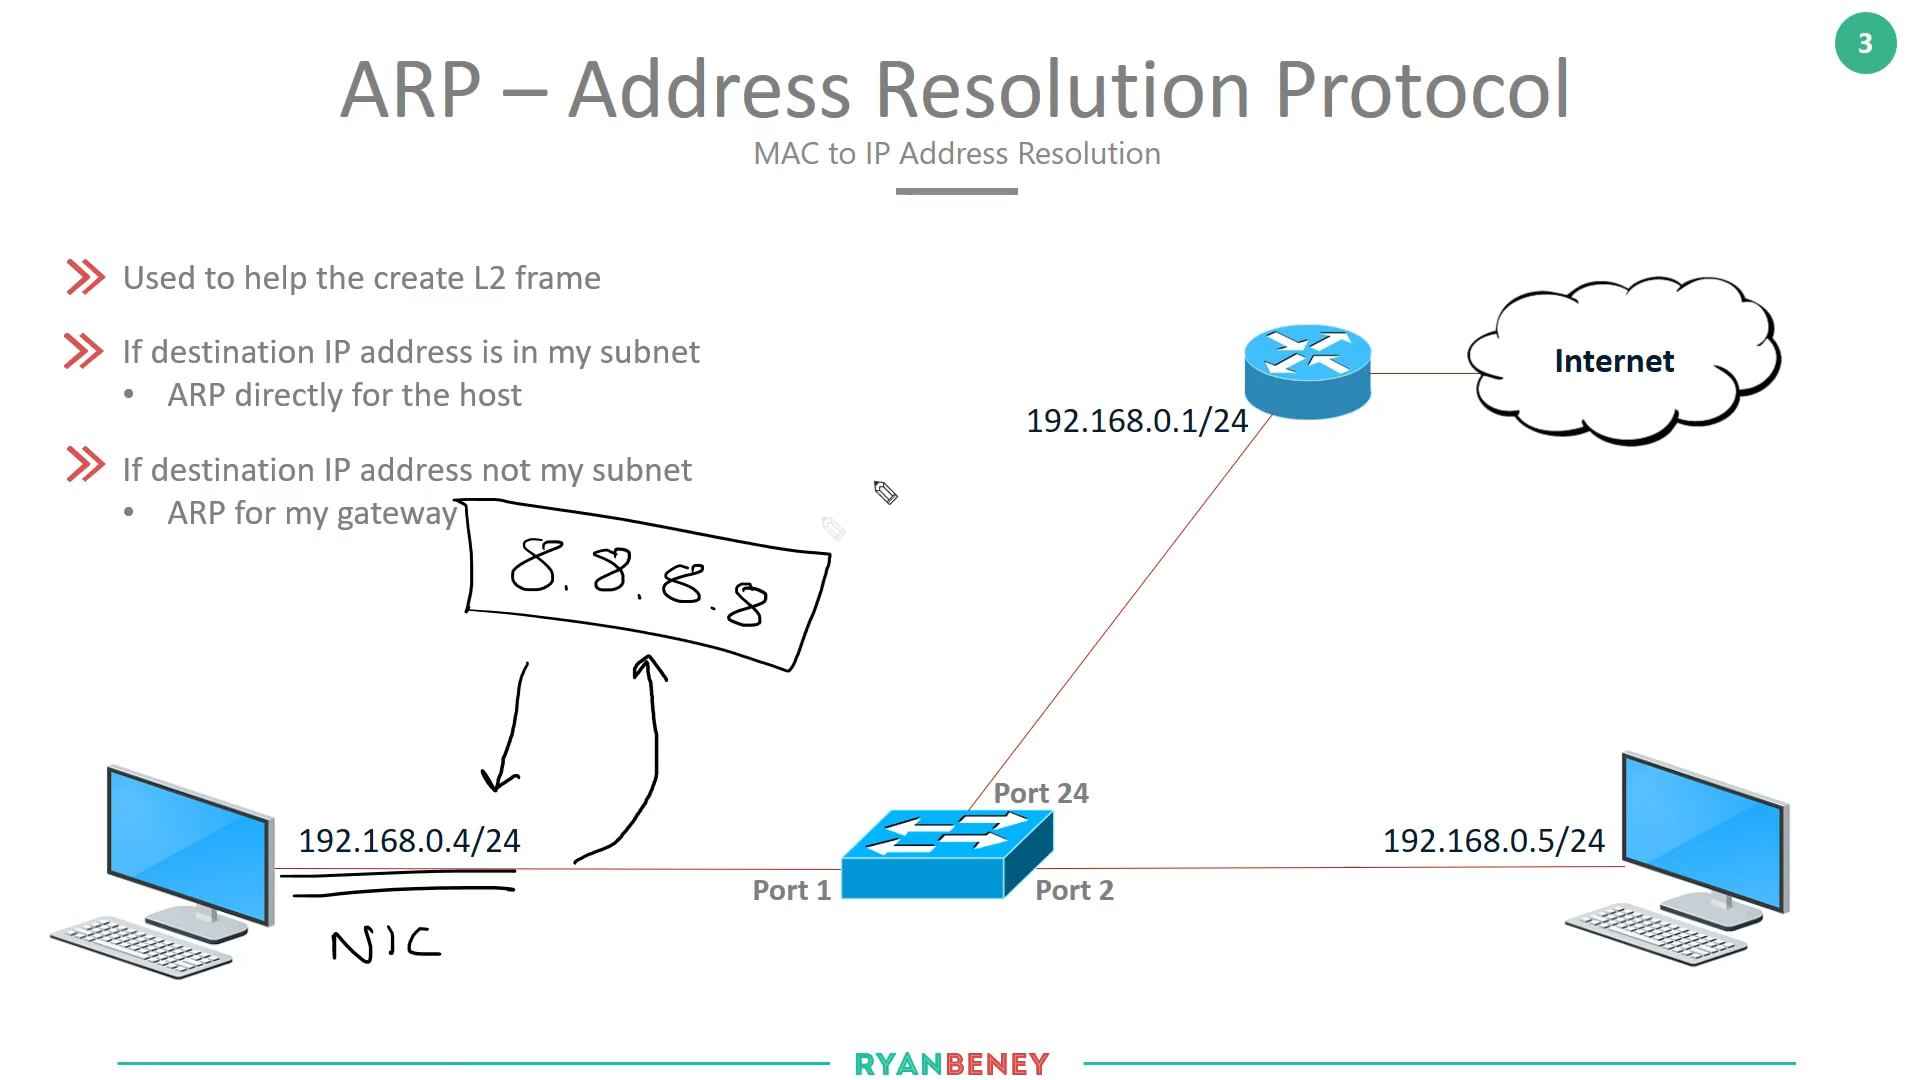 3
ARP – Address Resolution Protocol
MAC to IP Address Resolution
Used to help the create L2 frame
If destination IP address is in my subnet
• ARP directly for the host
If destination IP address not my subnet
• ARP for my gateway
8.8.8.8
Internet
192.168.0.1/24
Port 24
192.168.0.4/24
192.168.0.5/24
Port 1
Port 2
NIC
RYANBENEY